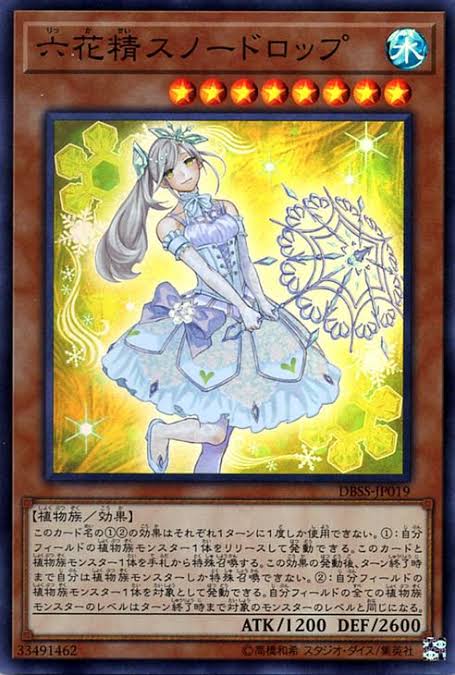 六花精スノードロップ
水
DBSS-JP019
【植物族/効果】
このカード名の①②の効果はそれぞれ1ターンに1度しか使用できない。①:自分
フィールドの植物族モンスター1体をリリースして発動できる。このカードと
植物族モンスター1体を手札から特殊召喚する。この効果の発動後、ターン終了
時まで自分は植物族モンスターしか特殊召喚できない。②:自分フィールドの
植物族モンスター1体を対象として発動できる。自分フィールドの全ての植物族
モンスターのレベルはターン終了時まで対象のモンスターのレベルと同じになる。
ATK/1200 DEF/2600
33491462
©高橋和希 スタジオ・ダイス/集英社